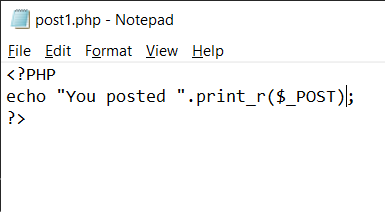 post1.php - Notepad
File Edit Format View Help
<?PHP
echo "You posted ".print_r($_POST);
?>